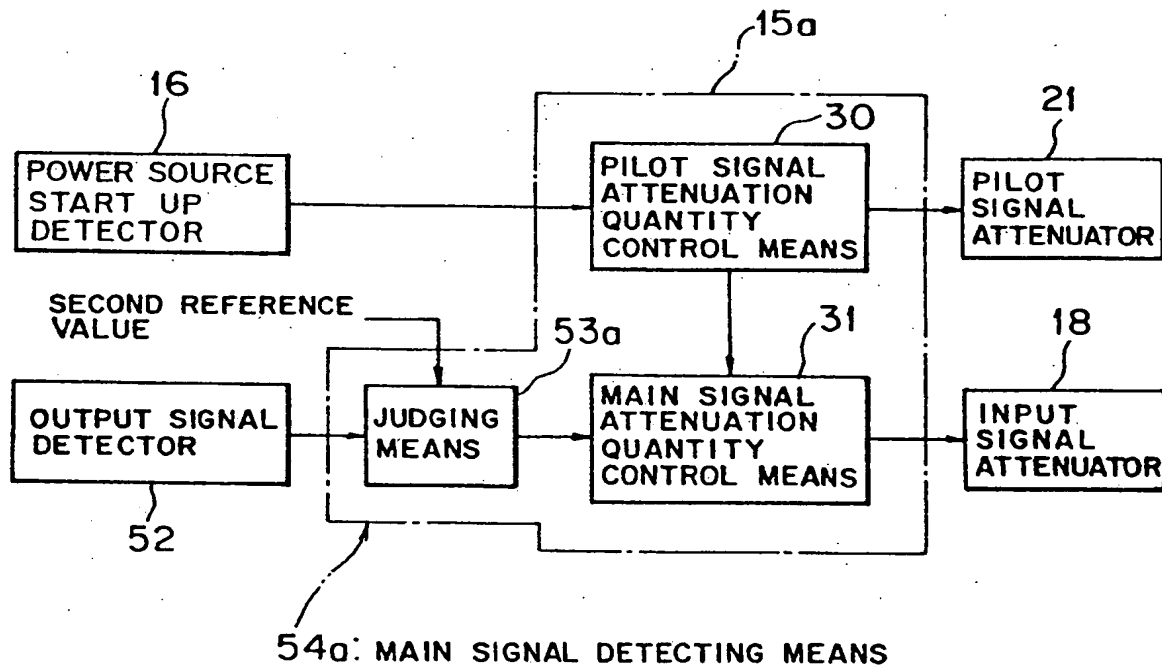 15a
16
POWER SOURCE
START UP
DETECTOR
30
PILOT SIGNAL
ATTENUATION
QUANTITY
CONTROL MEANS
21
PILOT
SIGNAL
ATTENUATOR
SECOND REFERENCE
VALUE
53a
31
18
OUTPUT SIGNAL
DETECTOR
52
JUDGING
MEANS
MAIN SIGNAL
ATTENUATION
QUANTITY
CONTROL MEANS
INPUT
SIGNAL
ATTENUATOR
54a: MAIN SIGNAL DETECTING MEANS